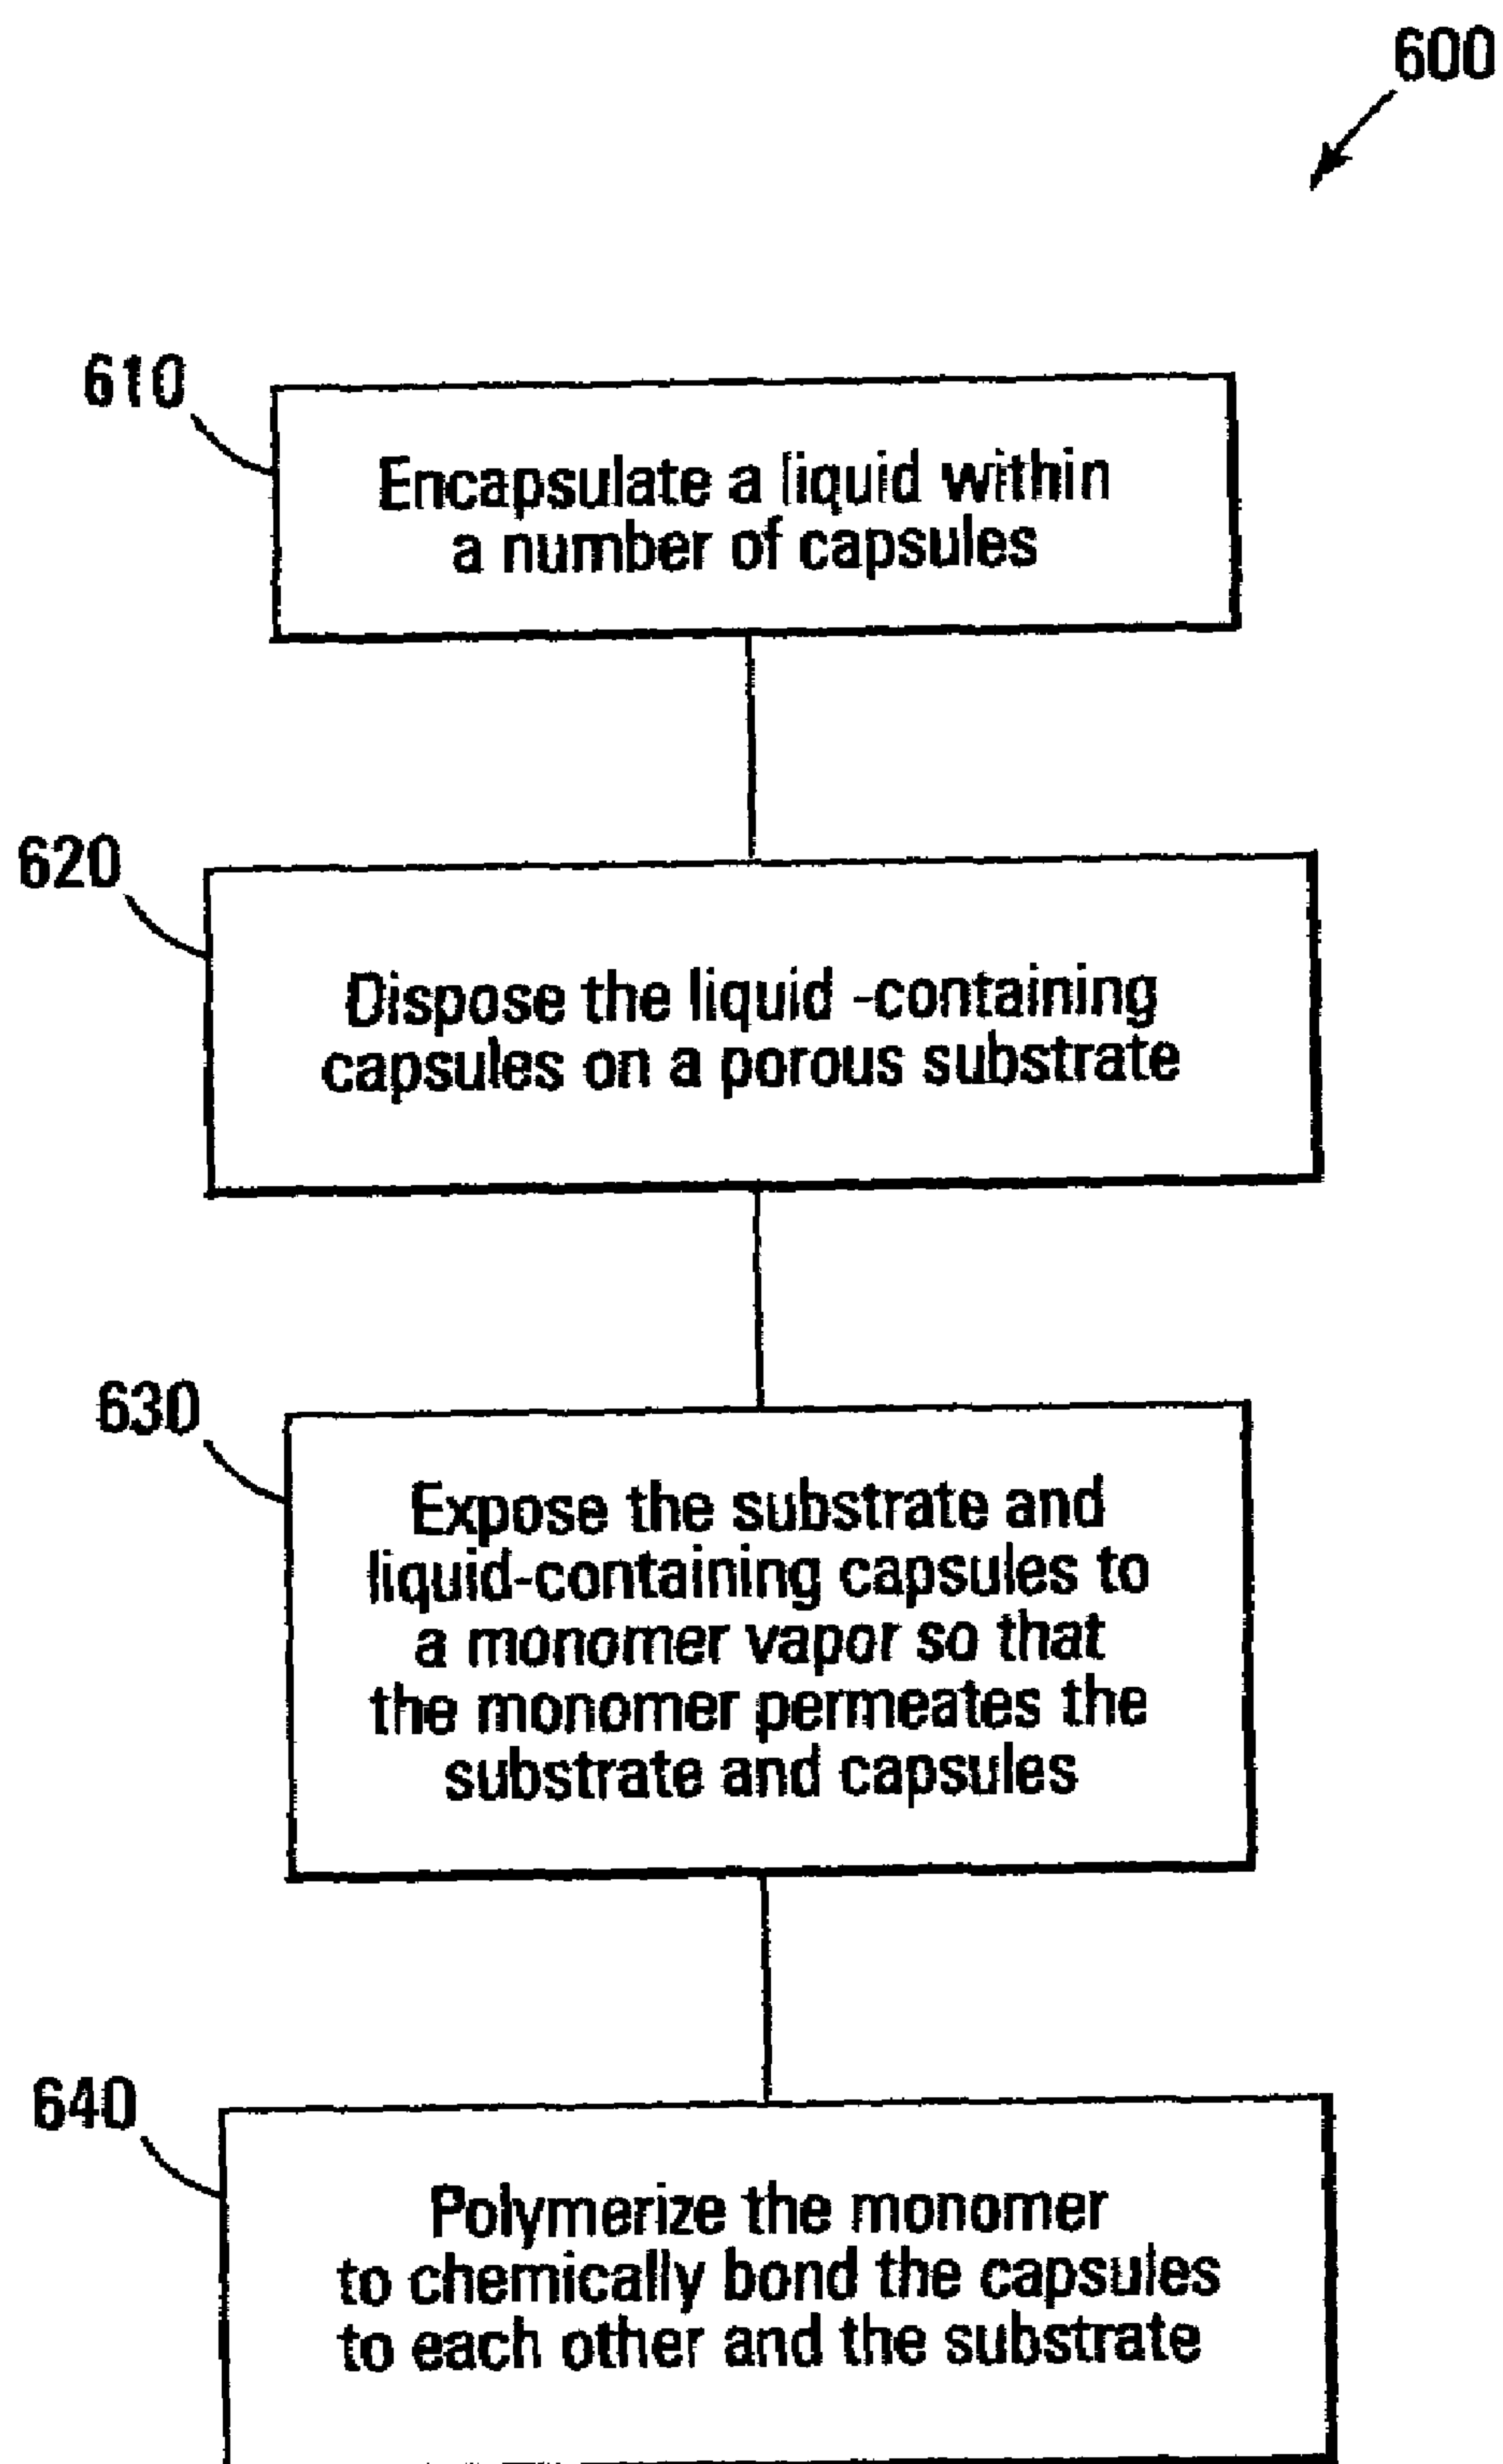 600
610
Encapsulate a liquid within
a number of capsules
620
Dispose the liquid -containing
capsules on a porous substrate
630
Expose the substrate and
liquid-containing capsules to
a monomer vapor so that
the monomer permeates the
substrate and capsules
640
Polymerize the monomer
to chemically bond the capsules
to each other and the substrate